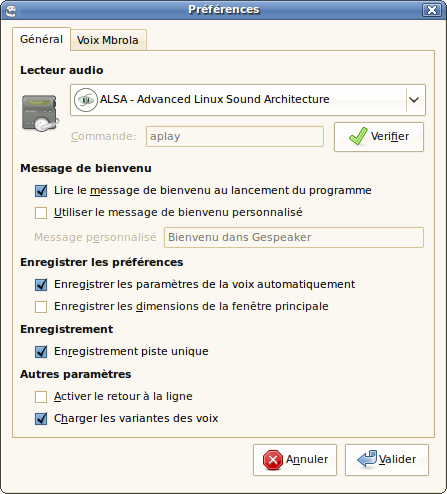 Préférences
Général
Voix Mbrola
Lecteur audio
ALSA - Advanced Linux Sound Architecture
Commande:
aplay
Verifier
Message de bienvenu
Lire le message de bienvenu au lancement du programme
Utiliser le message de bienvenu personnalisé
Message personnalisé
Bienvenu dans Gespeaker
Enregistrer les préférences
Enregistrer les paramètres de la voix automatiquement
Enregistrer les dimensions de la fenêtre principale
Enregistrement
Enregistrement piste unique
Autres paramètres
Activer le retour à la ligne
Charger les variantes des voix
Annuler
Valider